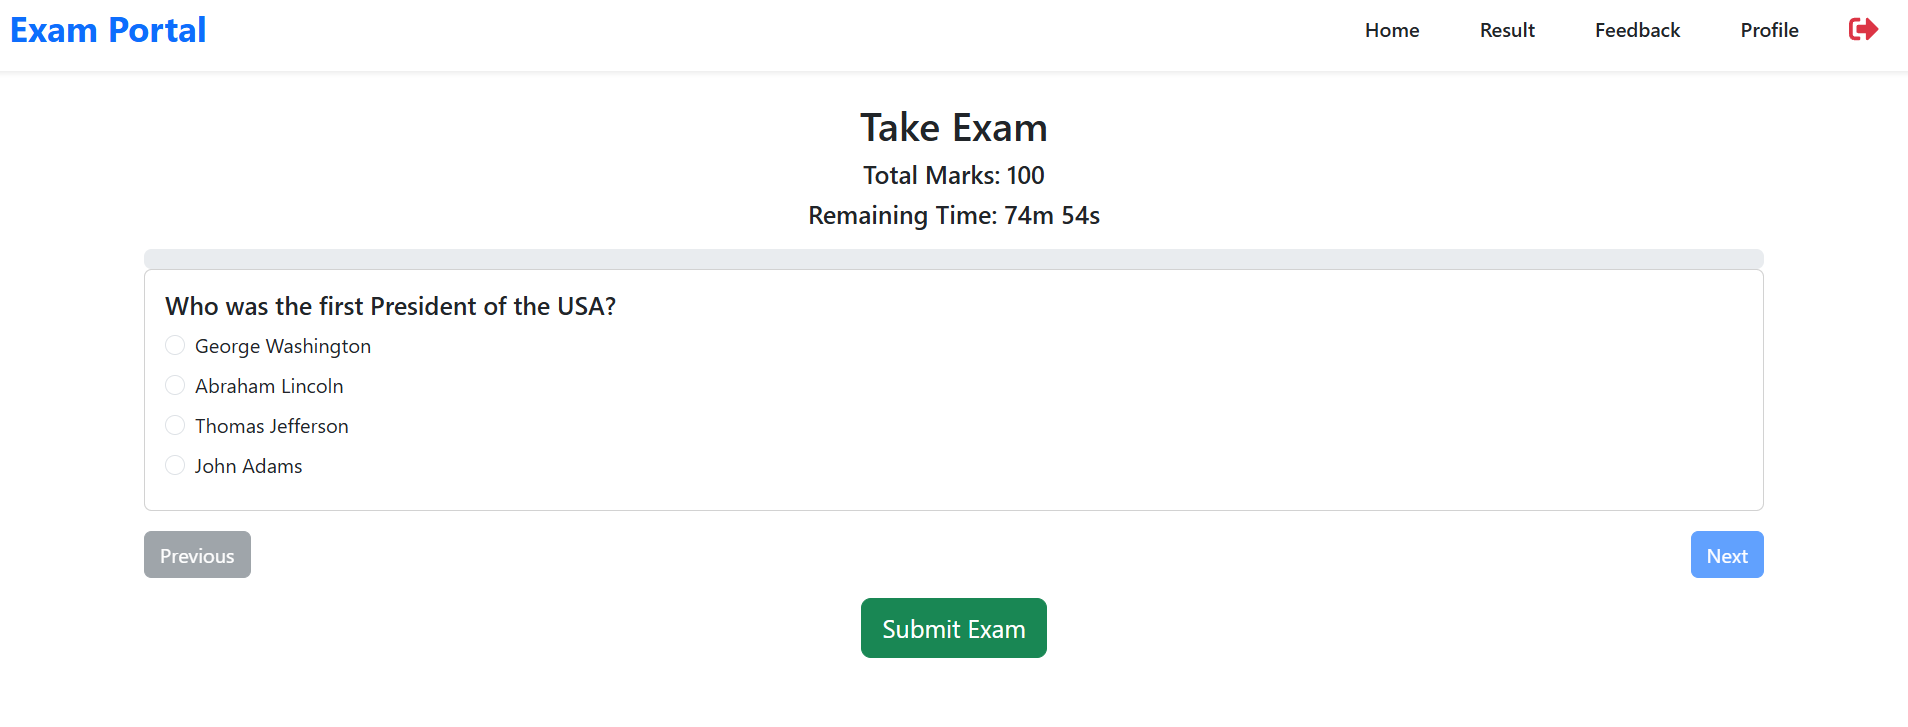 Exam Portal
Home Result Feedback Profile
Take Exam
Total Marks: 100
Remaining Time: 74m 54s
Who was the first President of the USA?
George Washington
Abraham Lincoln
Thomas Jefferson
John Adams
Previous Next
Submit Exam